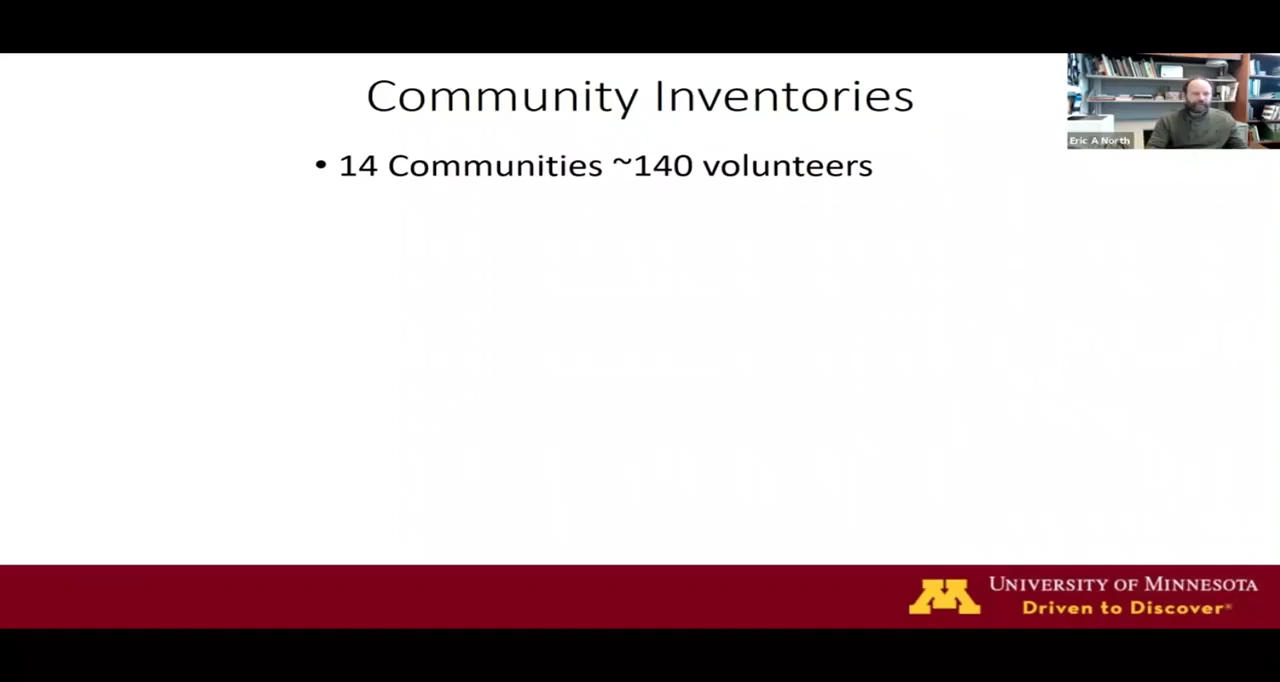 Community Inventories
Eric A North
• 14 Communities ~140 volunteers
UNIVERSITY OF MINNESOTA
Driven to Discover®